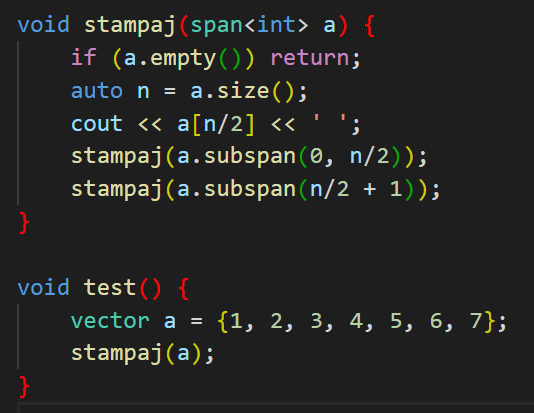 void stampaj(span<int> a) {
    if (a.empty()) return;
    auto n = a.size();
    cout << a[n/2] << ' ';
    stampaj(a.subspan(0, n/2));
    stampaj(a.subspan(n/2 + 1));
}

void test() {
    vector a = {1, 2, 3, 4, 5, 6, 7};
    stampaj(a);
}